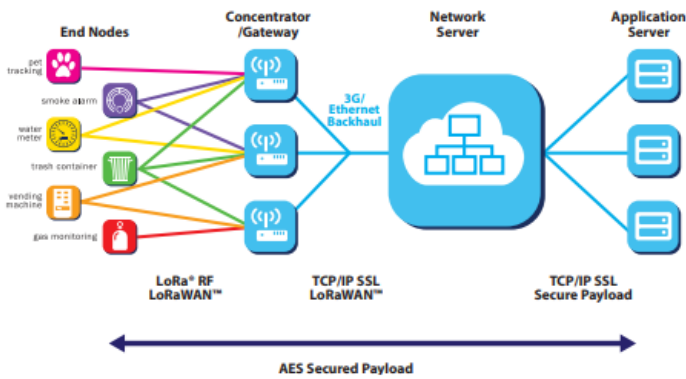 End Nodes
Concentrator
/Gateway
Network
Server
Application
Server
pet
tracking
smoke alarm
water
meter
trash container
vending
machine
gas monitoring
3G/
Ethernet
Backhaul
LoRa® RF
LoRaWAN™
TCP/IP SSL
LoRaWAN™
TCP/IP SSL
Secure Payload
AES Secured Payload